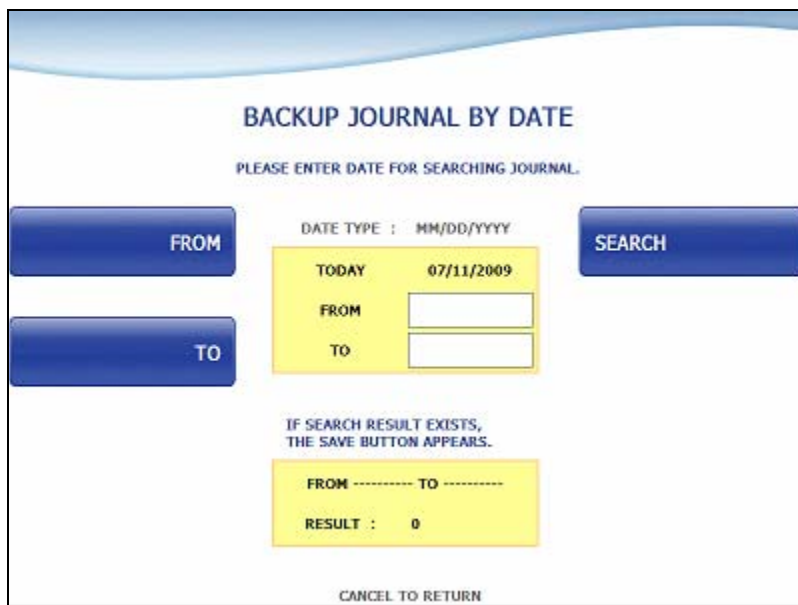 BACKUP JOURNAL BY DATE
PLEASE ENTER DATE FOR SEARCHING JOURNAL.
FROM
DATE TYPE : MM/DD/YYYY
SEARCH
TODAY 07/11/2009
FROM
TO
TO
IF SEARCH RESULT EXISTS,
THE SAVE BUTTON APPEARS.
FROM ---------- TO ----------
RESULT : 0
CANCEL TO RETURN